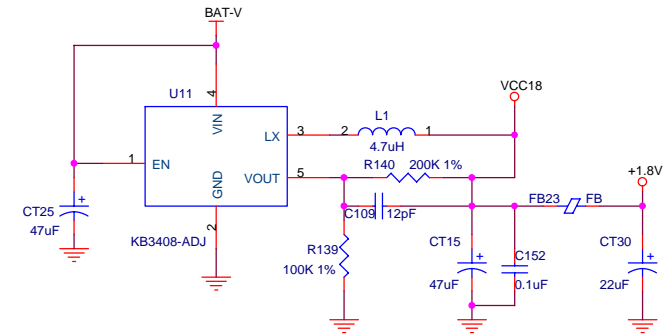 BAT-V
U11
VCC18
4
VIN
L1
LX
3
2
1
4.7uH
R140
200K 1%
1
EN
+1.8V
GND
VOUT
5
FB23
FB
CT25
47uF
C109
12pF
2
KB3408-ADJ
R139
100K 1%
CT15
C152
CT30
47uF
0.1uF
22uF